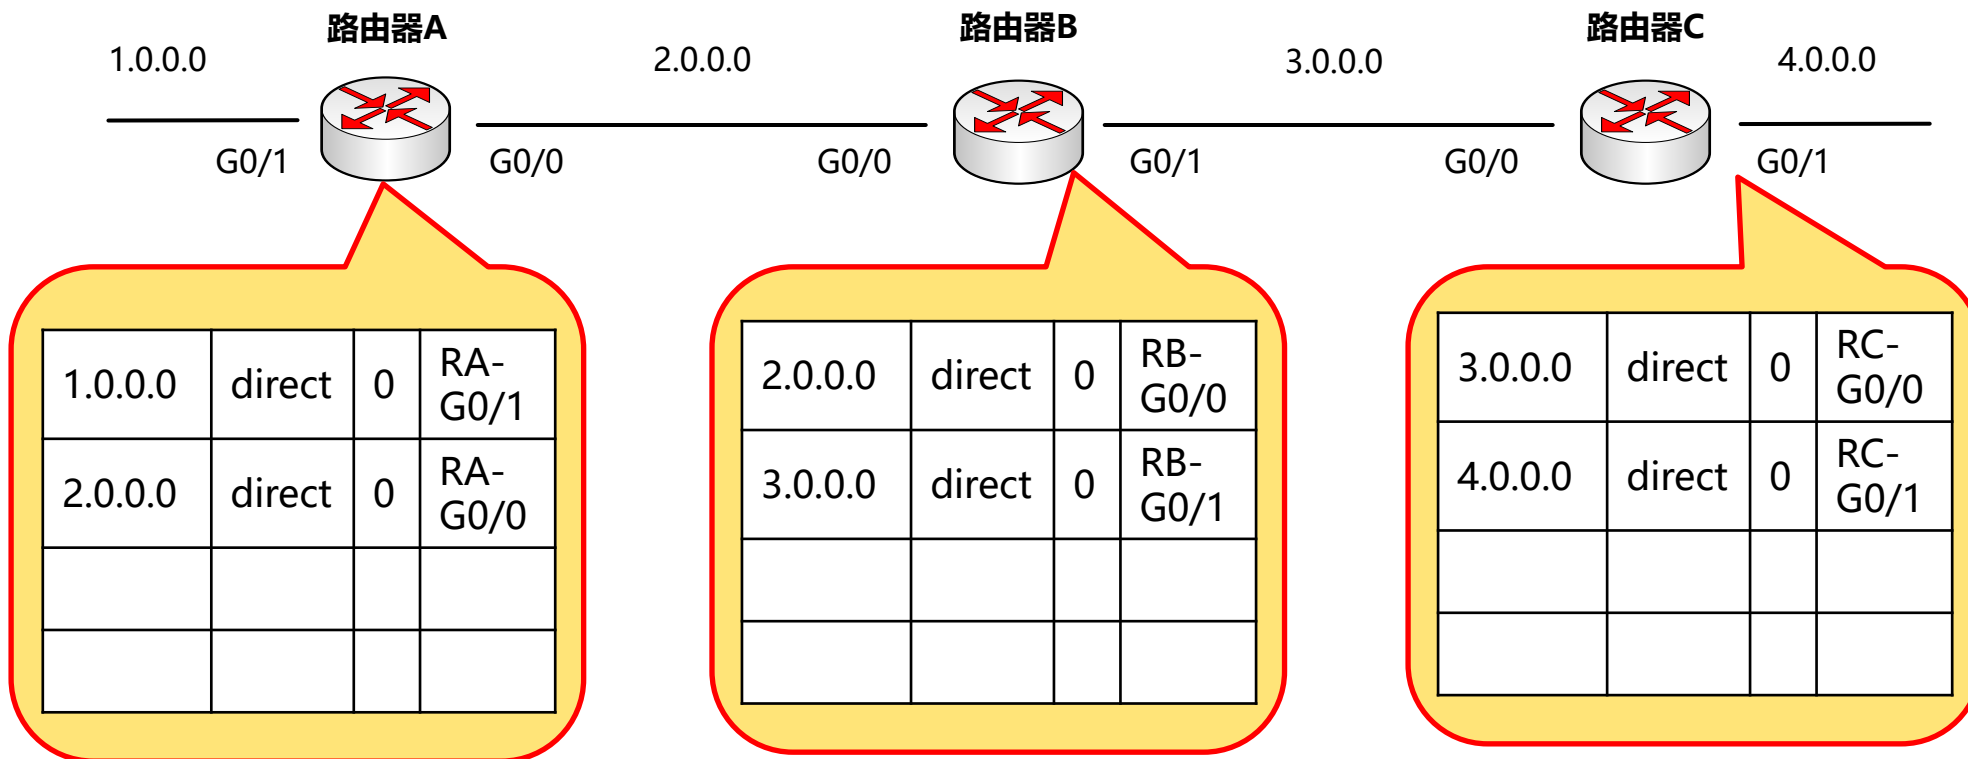 路由器A
路由器B
路由器C
1.0.0.0
2.0.0.0
3.0.0.0
4.0.0.0
G0/1
G0/0
G0/0
G0/1
G0/0
G0/1
1.0.0.0 direct 0 RA-
G0/1
2.0.0.0 direct 0 RA-
G0/0
2.0.0.0 direct 0 RB-
G0/0
3.0.0.0 direct 0 RB-
G0/1
3.0.0.0 direct 0 RC-
G0/0
4.0.0.0 direct 0 RC-
G0/1